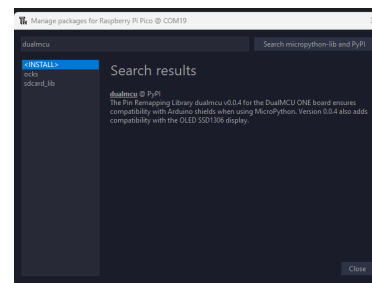 Manage packages for Raspberry Pi Pico @ COM19
dualmcu
Search micropython-lib and PyPI
<INSTALL>
ocks
sdcard_lib
Search results
dualmcu @ PyPI
The Pin Remapping Library dualmcu v0.0.4 for the DualMCU ONE board ensures
compatibility with Arduino shields when using MicroPython. Version 0.0.4 also adds
compatibility with the OLED SSD1306 display.
Close